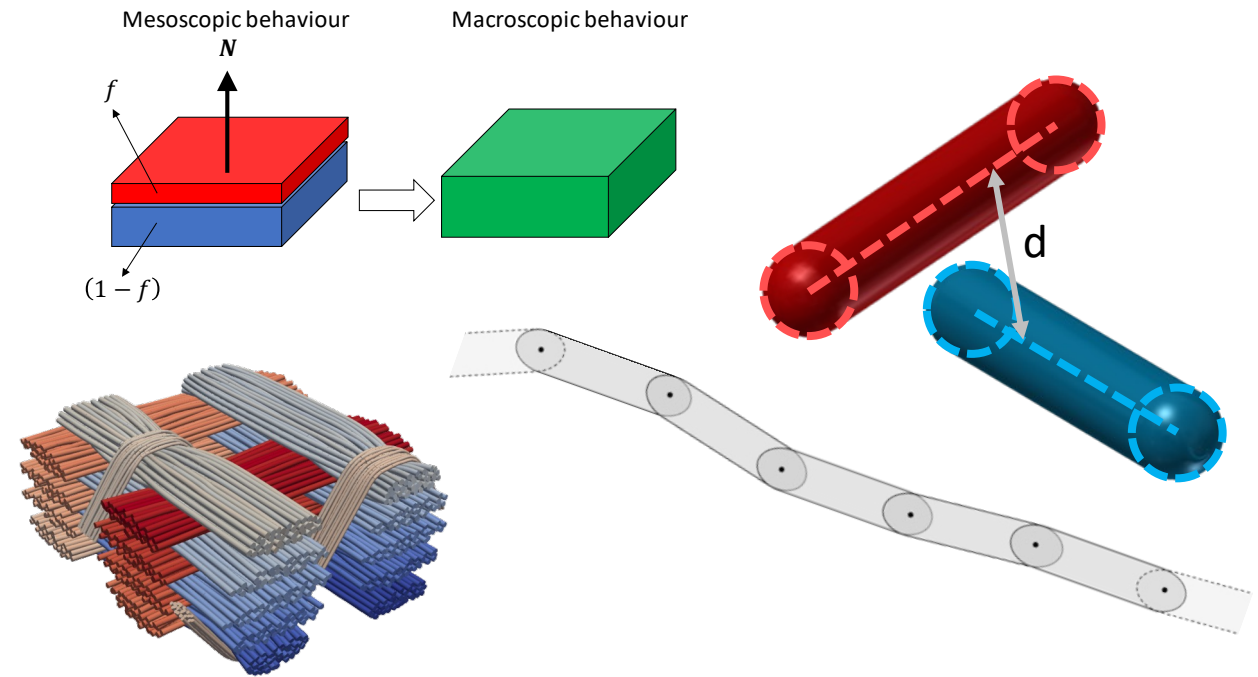 Mesoscopic behaviour
Macroscopic behaviour
N
f
(1 − f)
d